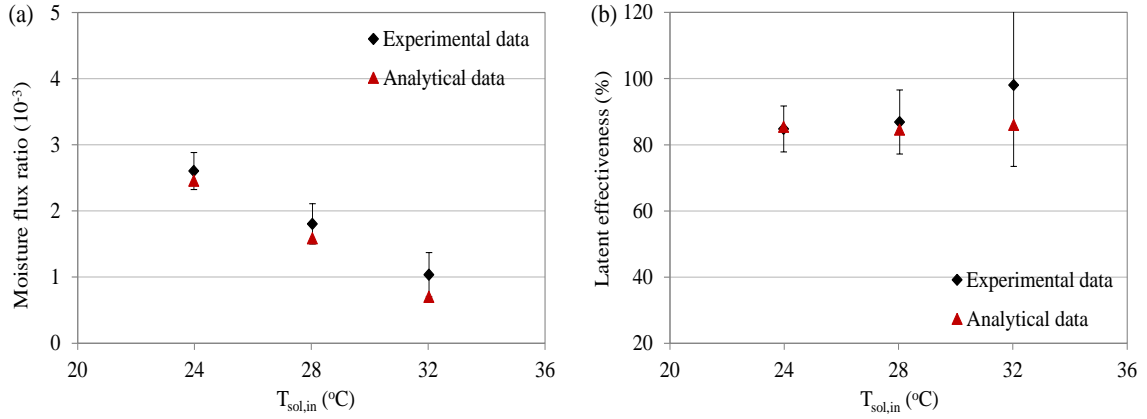 (a)
Moisture flux ratio (10⁻³)
5
4
3
2
1
0
20 24 28 32 36
T_sol,in (°C)
Experimental data
Analytical data
(b)
Latent effectiveness (%)
120
100
80
60
40
20
20 24 28 32 36
T_sol,in (°C)
Experimental data
Analytical data